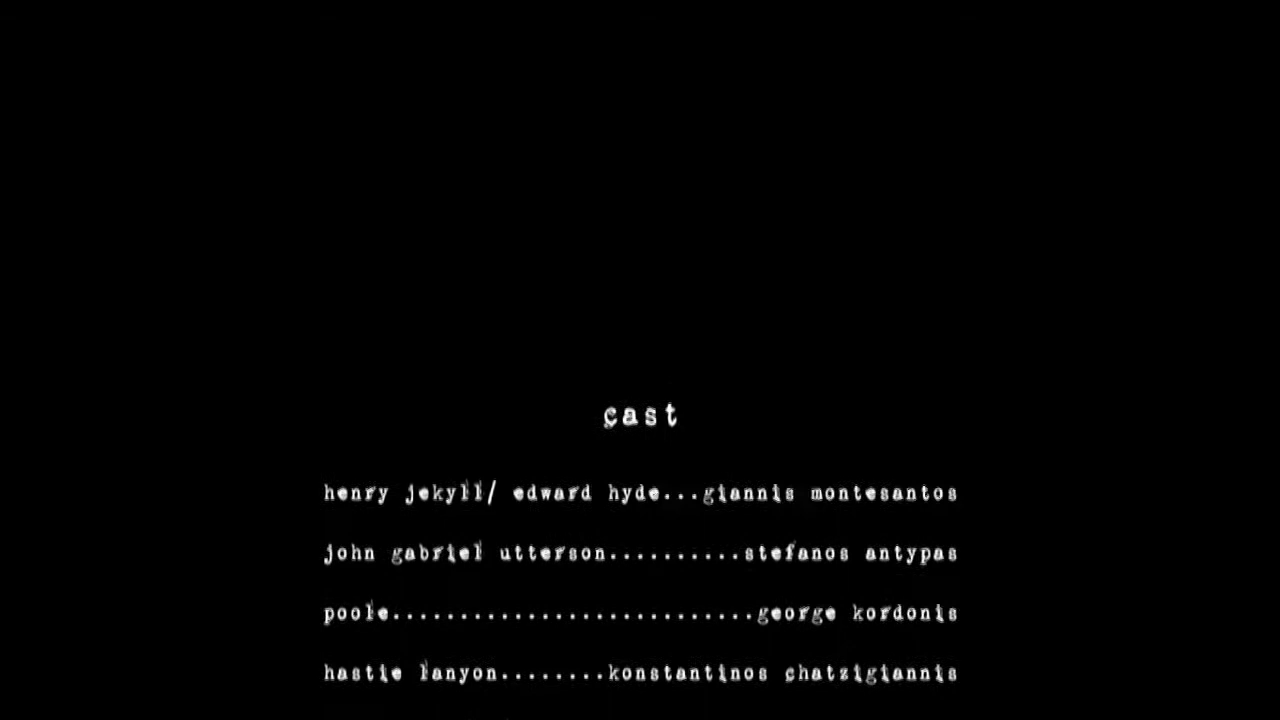 cast
henry jekyll/ edward hyde...giannis montesantos
john gabriel utterson..........stefanos antypas
poole...........................george kordonis
hastie lanyon........konstantinos chatzigiannis